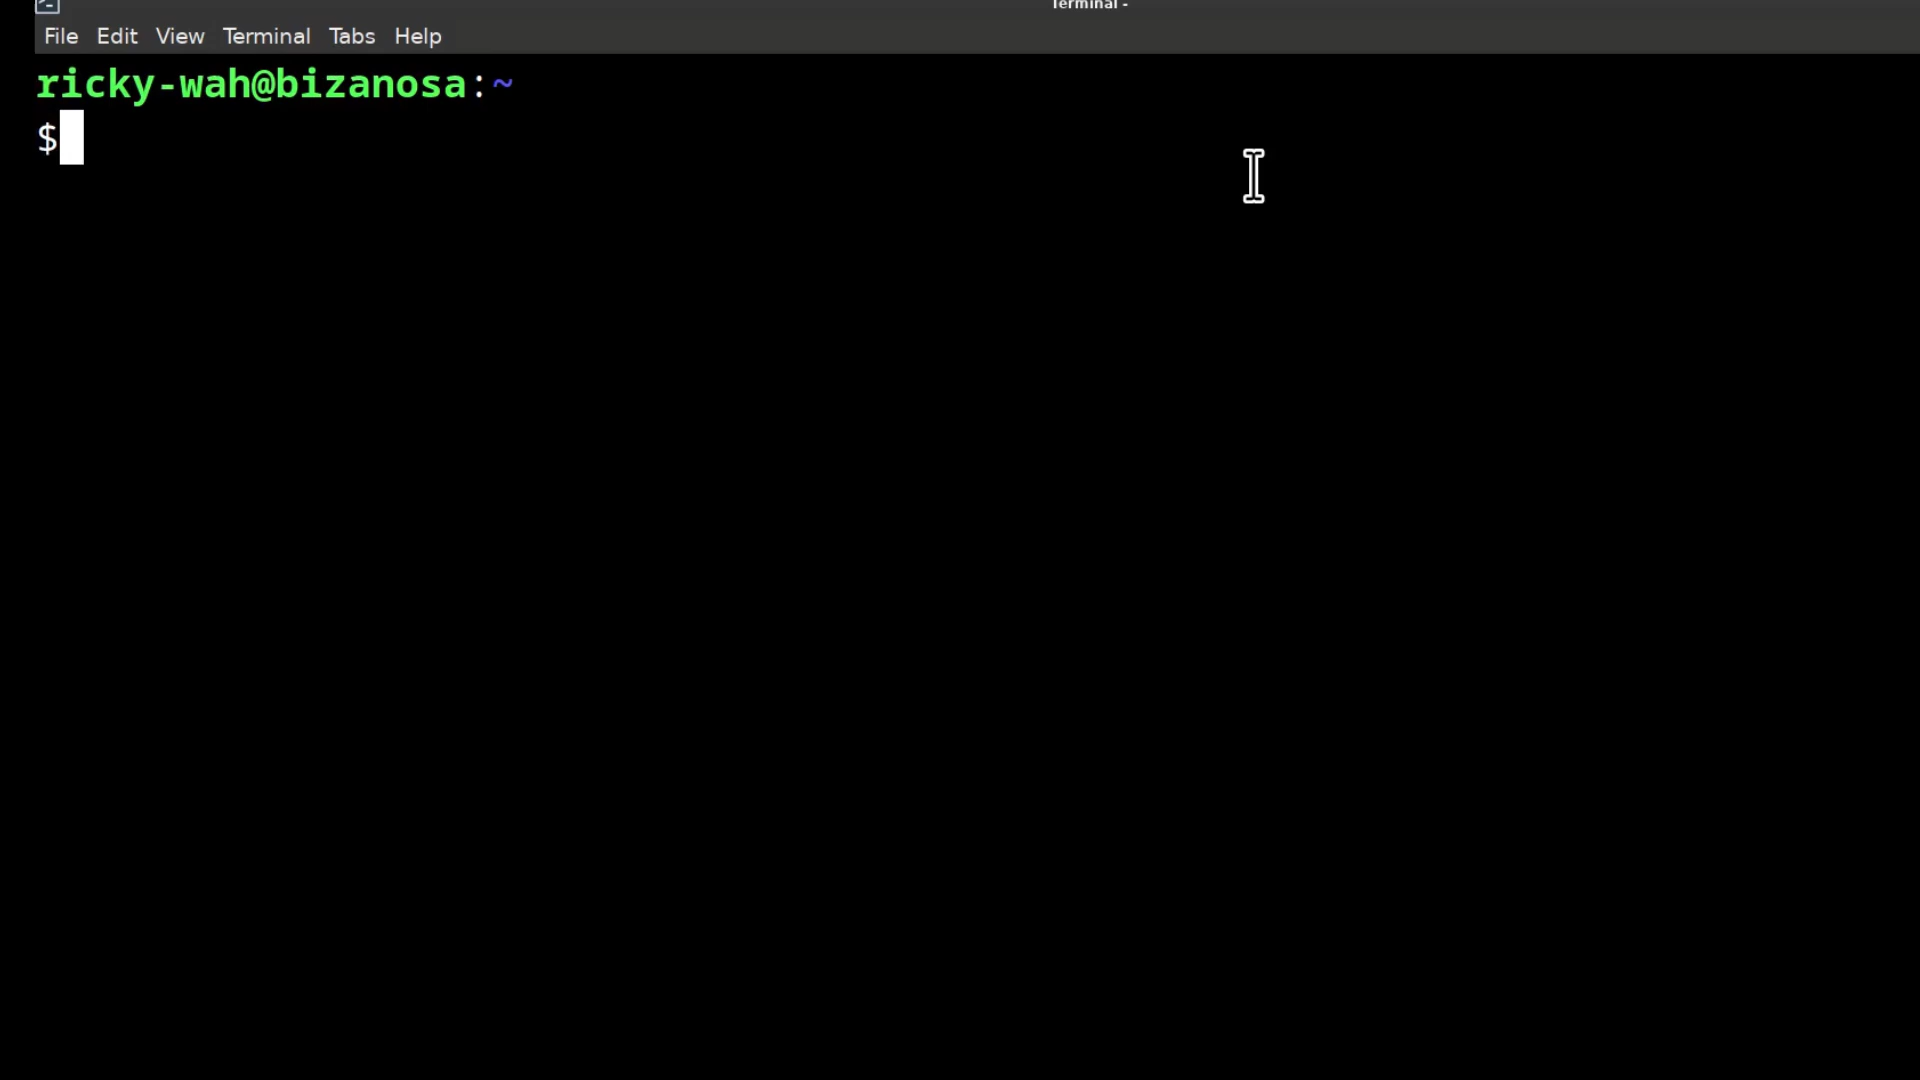 Terminal -
File Edit View Terminal Tabs Help
ricky-wah@bizanosa:~
$